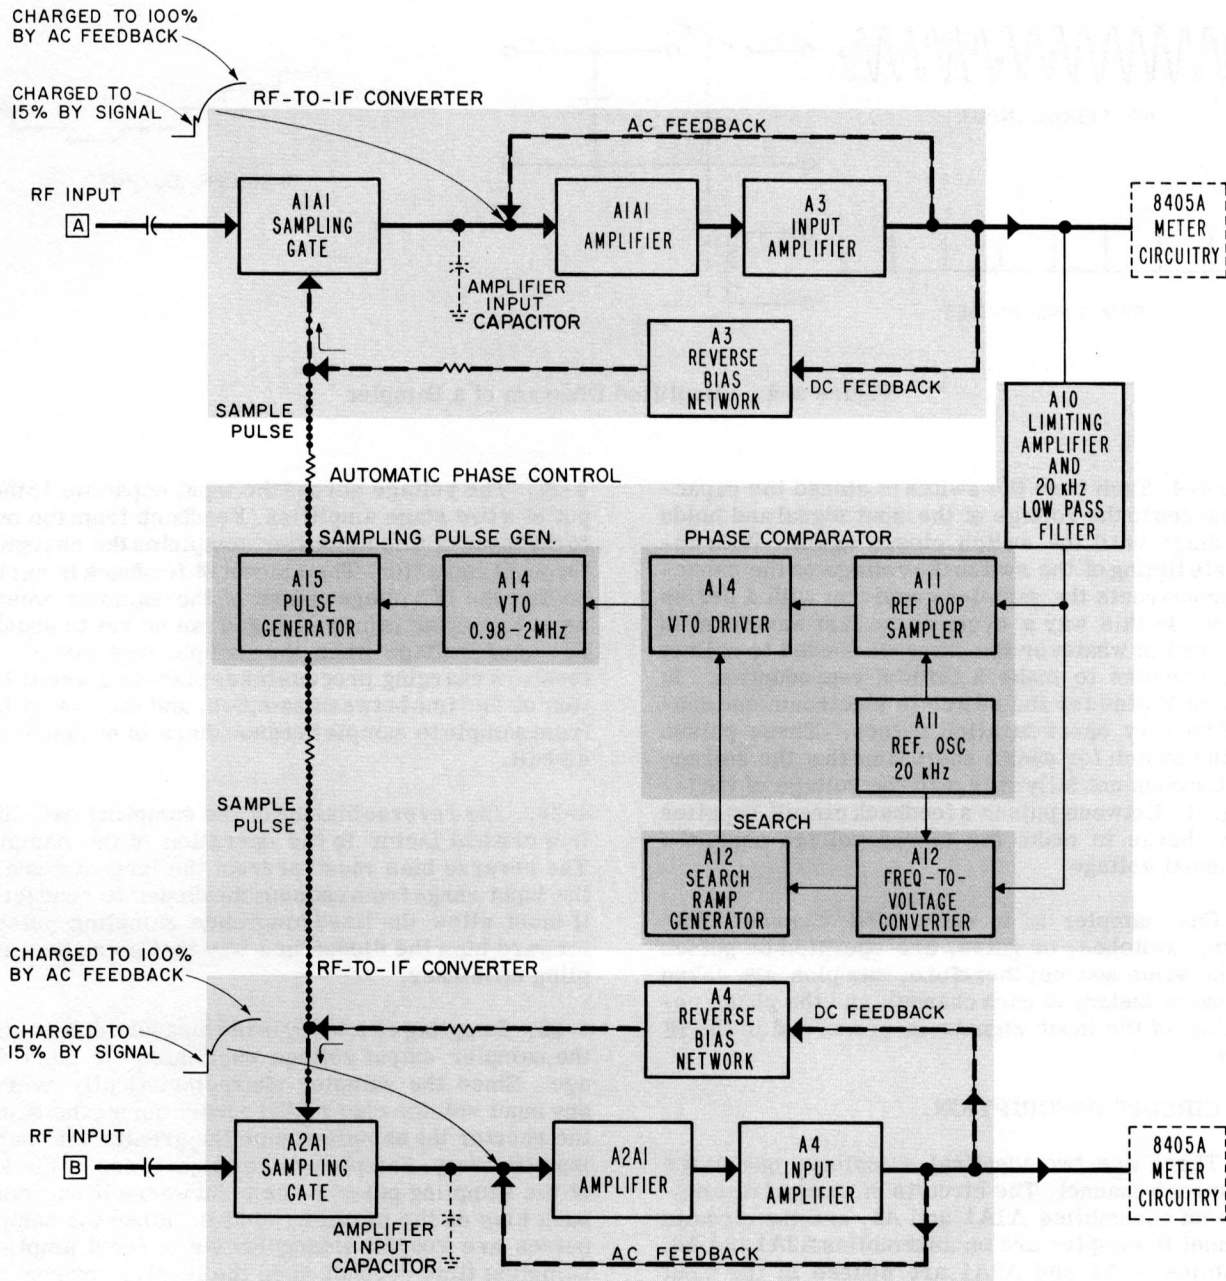 CHARGED TO 100%
BY AC FEEDBACK
CHARGED TO
15% BY SIGNAL
RF-TO-IF CONVERTER
AC FEEDBACK
RF INPUT
A
A1A1
SAMPLING
GATE
A1A1
AMPLIFIER
A3
INPUT
AMPLIFIER
8405A
METER
CIRCUITRY
AMPLIFIER
INPUT
CAPACITOR
A3
REVERSE
BIAS
NETWORK
DC FEEDBACK
SAMPLE
PULSE
A10
LIMITING
AMPLIFIER
AND
20 kHz
LOW PASS
FILTER
AUTOMATIC PHASE CONTROL
SAMPLING PULSE GEN.
PHASE COMPARATOR
A15
PULSE
GENERATOR
A14
VTO
0.98-2MHz
A14
VTO DRIVER
A11
REF LOOP
SAMPLER
A11
REF. OSC
20 kHz
SAMPLE
PULSE
SEARCH
A12
SEARCH
RAMP
GENERATOR
A12
FREQ-TO-
VOLTAGE
CONVERTER
CHARGED TO 100%
BY AC FEEDBACK
RF-TO-IF CONVERTER
CHARGED TO
15% BY SIGNAL
A4
REVERSE
BIAS
NETWORK
DC FEEDBACK
RF INPUT
B
A2A1
SAMPLING
GATE
A2A1
AMPLIFIER
A4
INPUT
AMPLIFIER
8405A
METER
CIRCUITRY
AMPLIFIER
INPUT
CAPACITOR
AC FEEDBACK